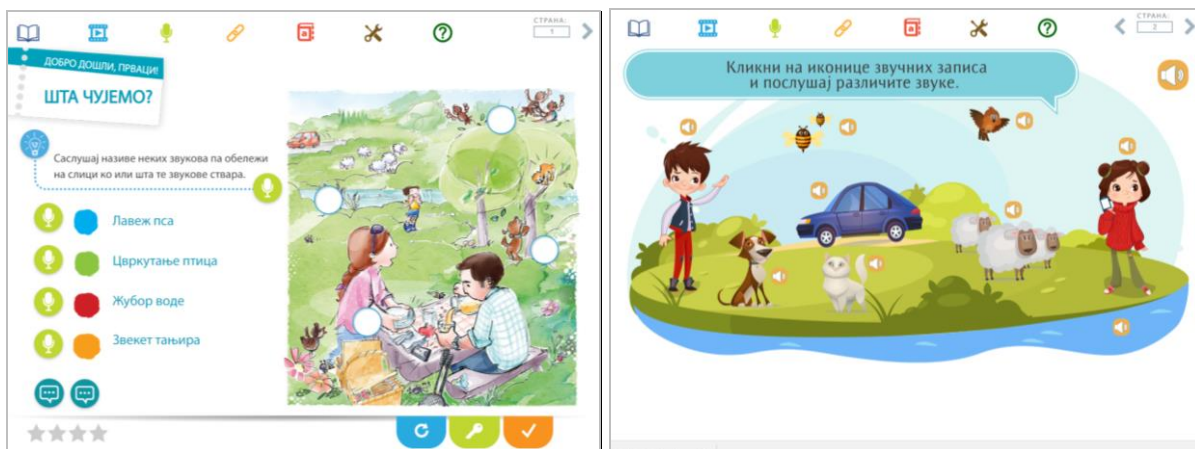 СТРАНА:
1
ДОБРО ДОШЛИ, ПРВАЦИ!
ШТА ЧУЈЕМО?
Саслушај називе неких звукова па обележи
на слици ко или шта те звукове ствара.
Лавеж пса
Цвркутање птица
Жубор воде
Звекет тањира
СТРАНА:
2
Кликни на иконице звучних записа
и послушај различите звуке.